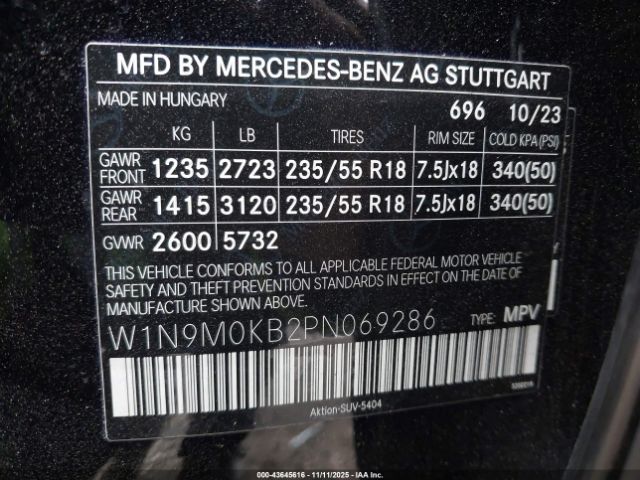 MFD BY MERCEDES-BENZ AG STUTTGART
MADE IN HUNGARY 696 10/23
KG LB TIRES RIM SIZE COLD KPA(PSI)
GAWR FRONT 1235 2723 235/55 R18 7.5Jx18 340(50)
GAWR REAR 1415 3120 235/55 R18 7.5Jx18 340(50)
GVWR 2600 5732
THIS VEHICLE CONFORMS TO ALL APPLICABLE FEDERAL MOTOR VEHICLE
SAFETY AND THEFT PREVENTION STANDARDS IN EFFECT ON THE DATE OF
MANUFACTURE SHOWN ABOVE.
W1N9M0KB2PN069286 TYPE: MPV
Aktion-SUV-5404
000-43645616 - 11/11/2025 - IAAI.COM